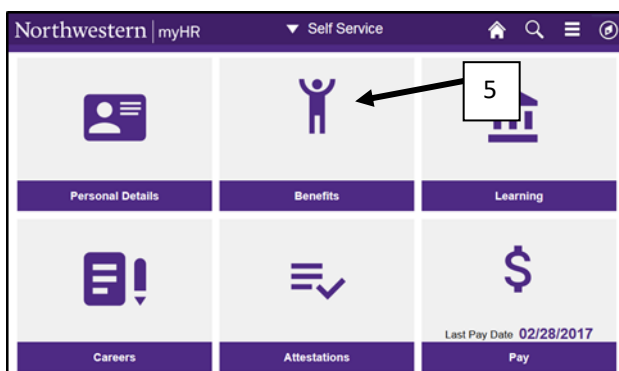 Northwestern | myHR
Self Service
5
Personal Details
Benefits
Learning
Last Pay Date 02/28/2017
Careers
Attestations
Pay